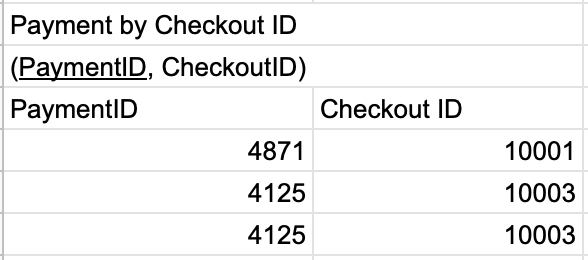 Payment by Checkout ID
(PaymentID, CheckoutID)
PaymentID Checkout ID
4871 10001
4125 10003
4125 10003